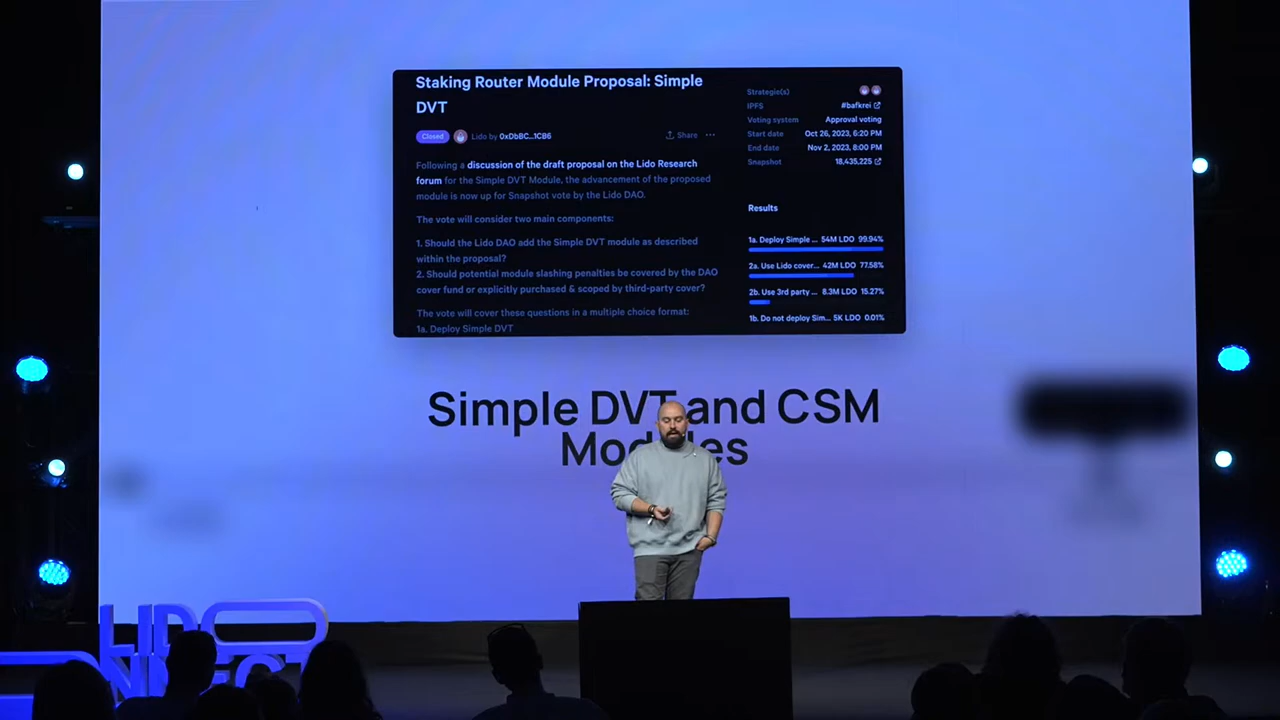 Staking Router Module Proposal: Simple
DVT
Closed Lido by 0xDbBC...1CB6 Share ...
Following a discussion of the draft proposal on the Lido Research
forum for the Simple DVT Module, the advancement of the proposed
module is now up for Snapshot vote by the Lido DAO.
The vote will consider two main components:
1. Should the Lido DAO add the Simple DVT module as described
within the proposal?
2. Should potential module slashing penalties be covered by the DAO
cover fund or explicitly purchased & scoped by third-party cover?
The vote will cover these questions in a multiple choice format:
1a. Deploy Simple DVT
Strategie(s)
IPFS #bafkrei
Voting system Approval voting
Start date Oct 26, 2023, 6:20 PM
End date Nov 2, 2023, 8:00 PM
Snapshot 18,435,225
Results
1a. Deploy Simple ... 54M LDO 99.94%
2a. Use Lido cover... 42M LDO 77.58%
2b. Use 3rd party ... 8.3M LDO 15.27%
1b. Do not deploy Sim... 5K LDO 0.01%
Simple DVT and CSM
Modules
LIDO